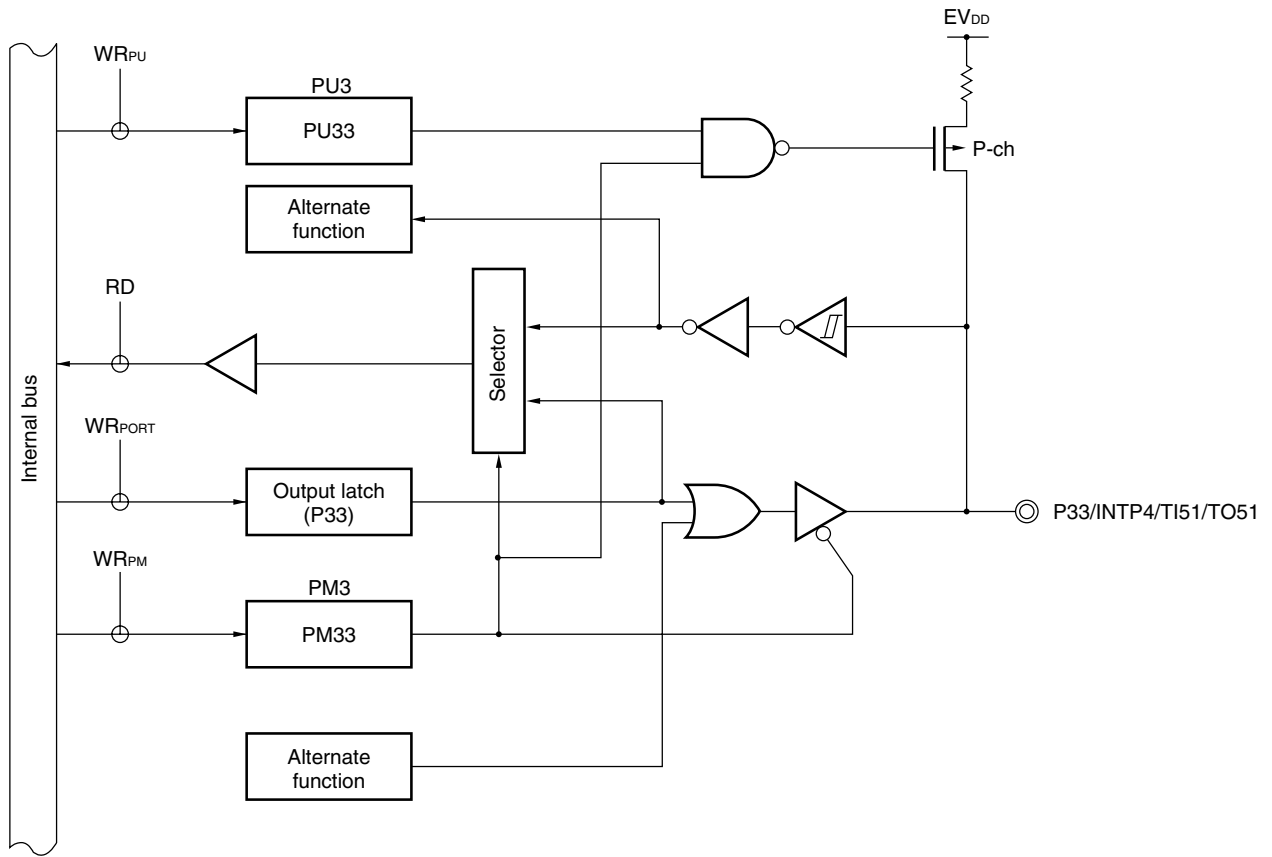 EVDD
WRPU
PU3
PU33
P-ch
Alternate
function
RD
Selector
Internal bus
WRPORT
Output latch
(P33)
P33/INTP4/TI51/TO51
WRPM
PM3
PM33
Alternate
function